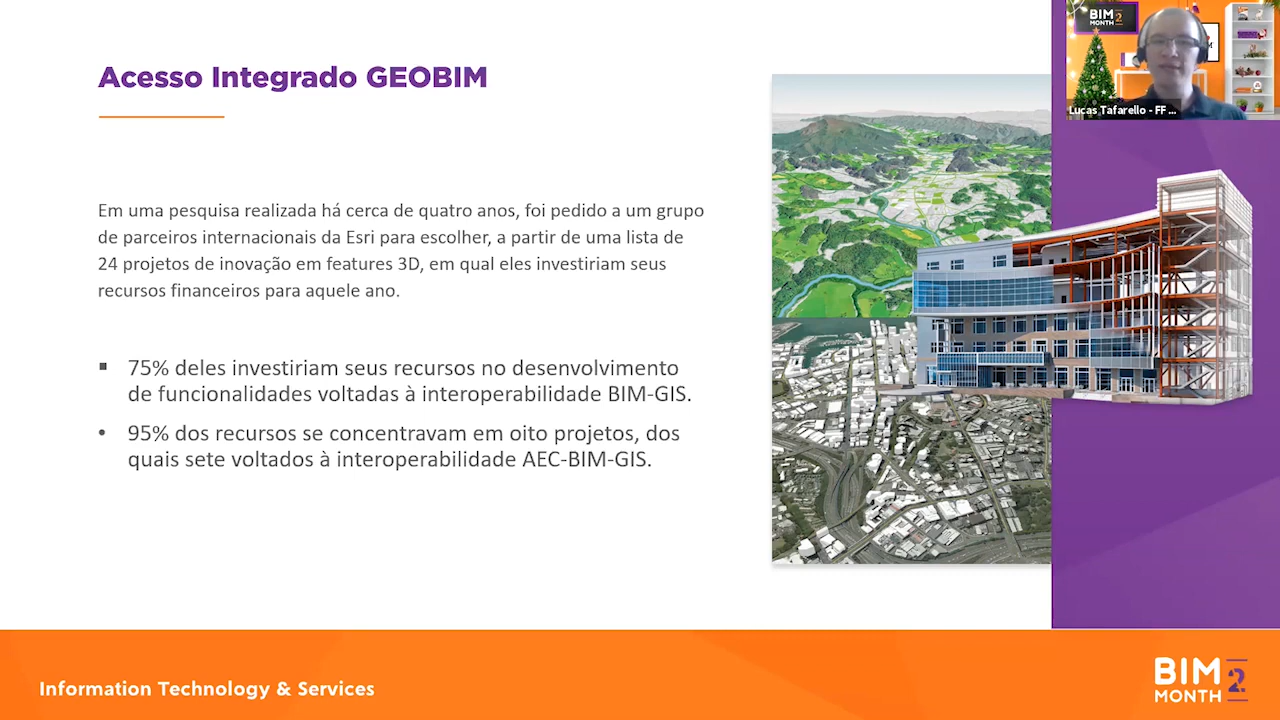 Acesso Integrado GEOBIM
Em uma pesquisa realizada há cerca de quatro anos, foi pedido a um grupo
de parceiros internacionais da Esri para escolher, a partir de uma lista de
24 projetos de inovação em features 3D, em qual eles investiriam seus
recursos financeiros para aquele ano.
▪ 75% deles investiriam seus recursos no desenvolvimento
de funcionalidades voltadas à interoperabilidade BIM-GIS.
• 95% dos recursos se concentravam em oito projetos, dos
quais sete voltados à interoperabilidade AEC-BIM-GIS.
BIM 2
MONTH
Lucas Tafarello - FF ...
Information Technology & Services
BIM 2.
MONTH